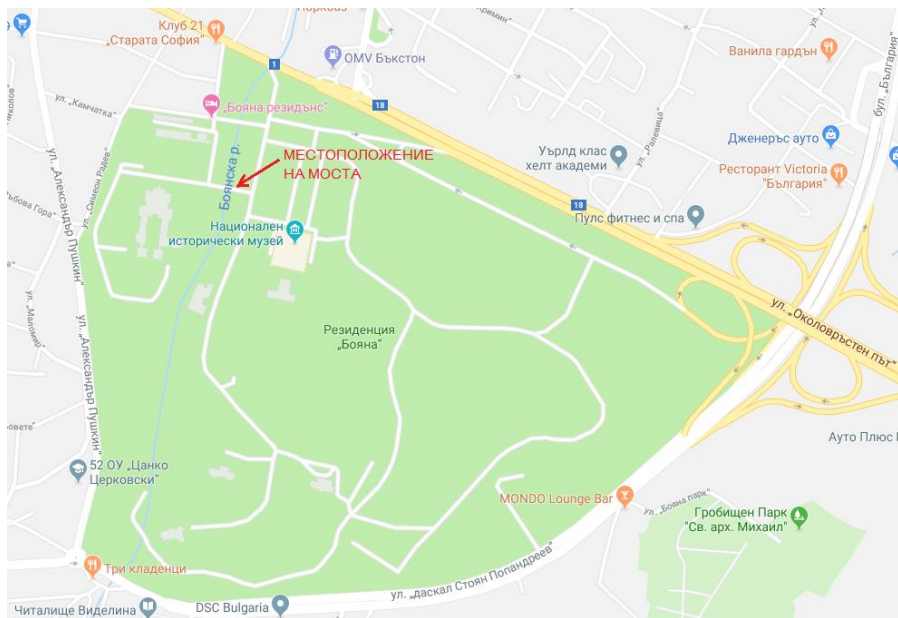 Клуб 21
„Старата София“
OMV Бъкстон
Ванила гардън
бул. „България“
1
18
ул. „Камчатка“
„Бояна резидънс“
Дженеръс ауто
ул. „Ралевица“
Уърлд клас
хелт академи
Ресторант Victoria
"България"
МЕСТОПОЛОЖЕНИЕ
НА МОСТА
Боянска р.
ул. „Симеон Радев“
ул. „Александър Пушкин“
18
Пулс фитнес и спа
Национален
исторически музей
ул. „Околовръстен път“
ул. „Маломир“
ул. „Александър Пушкин“
Резиденция
„Бояна“
Ауто Плюс
52 ОУ „Цанко
Церковски“
MONDO Lounge Bar
ул. „Бояна парк“
Гробищен Парк
"Св. арх. Михаил"
Три кладенци
ул. „даскал Стоян Попандреев“
Читалище Виделина
DSC Bulgaria